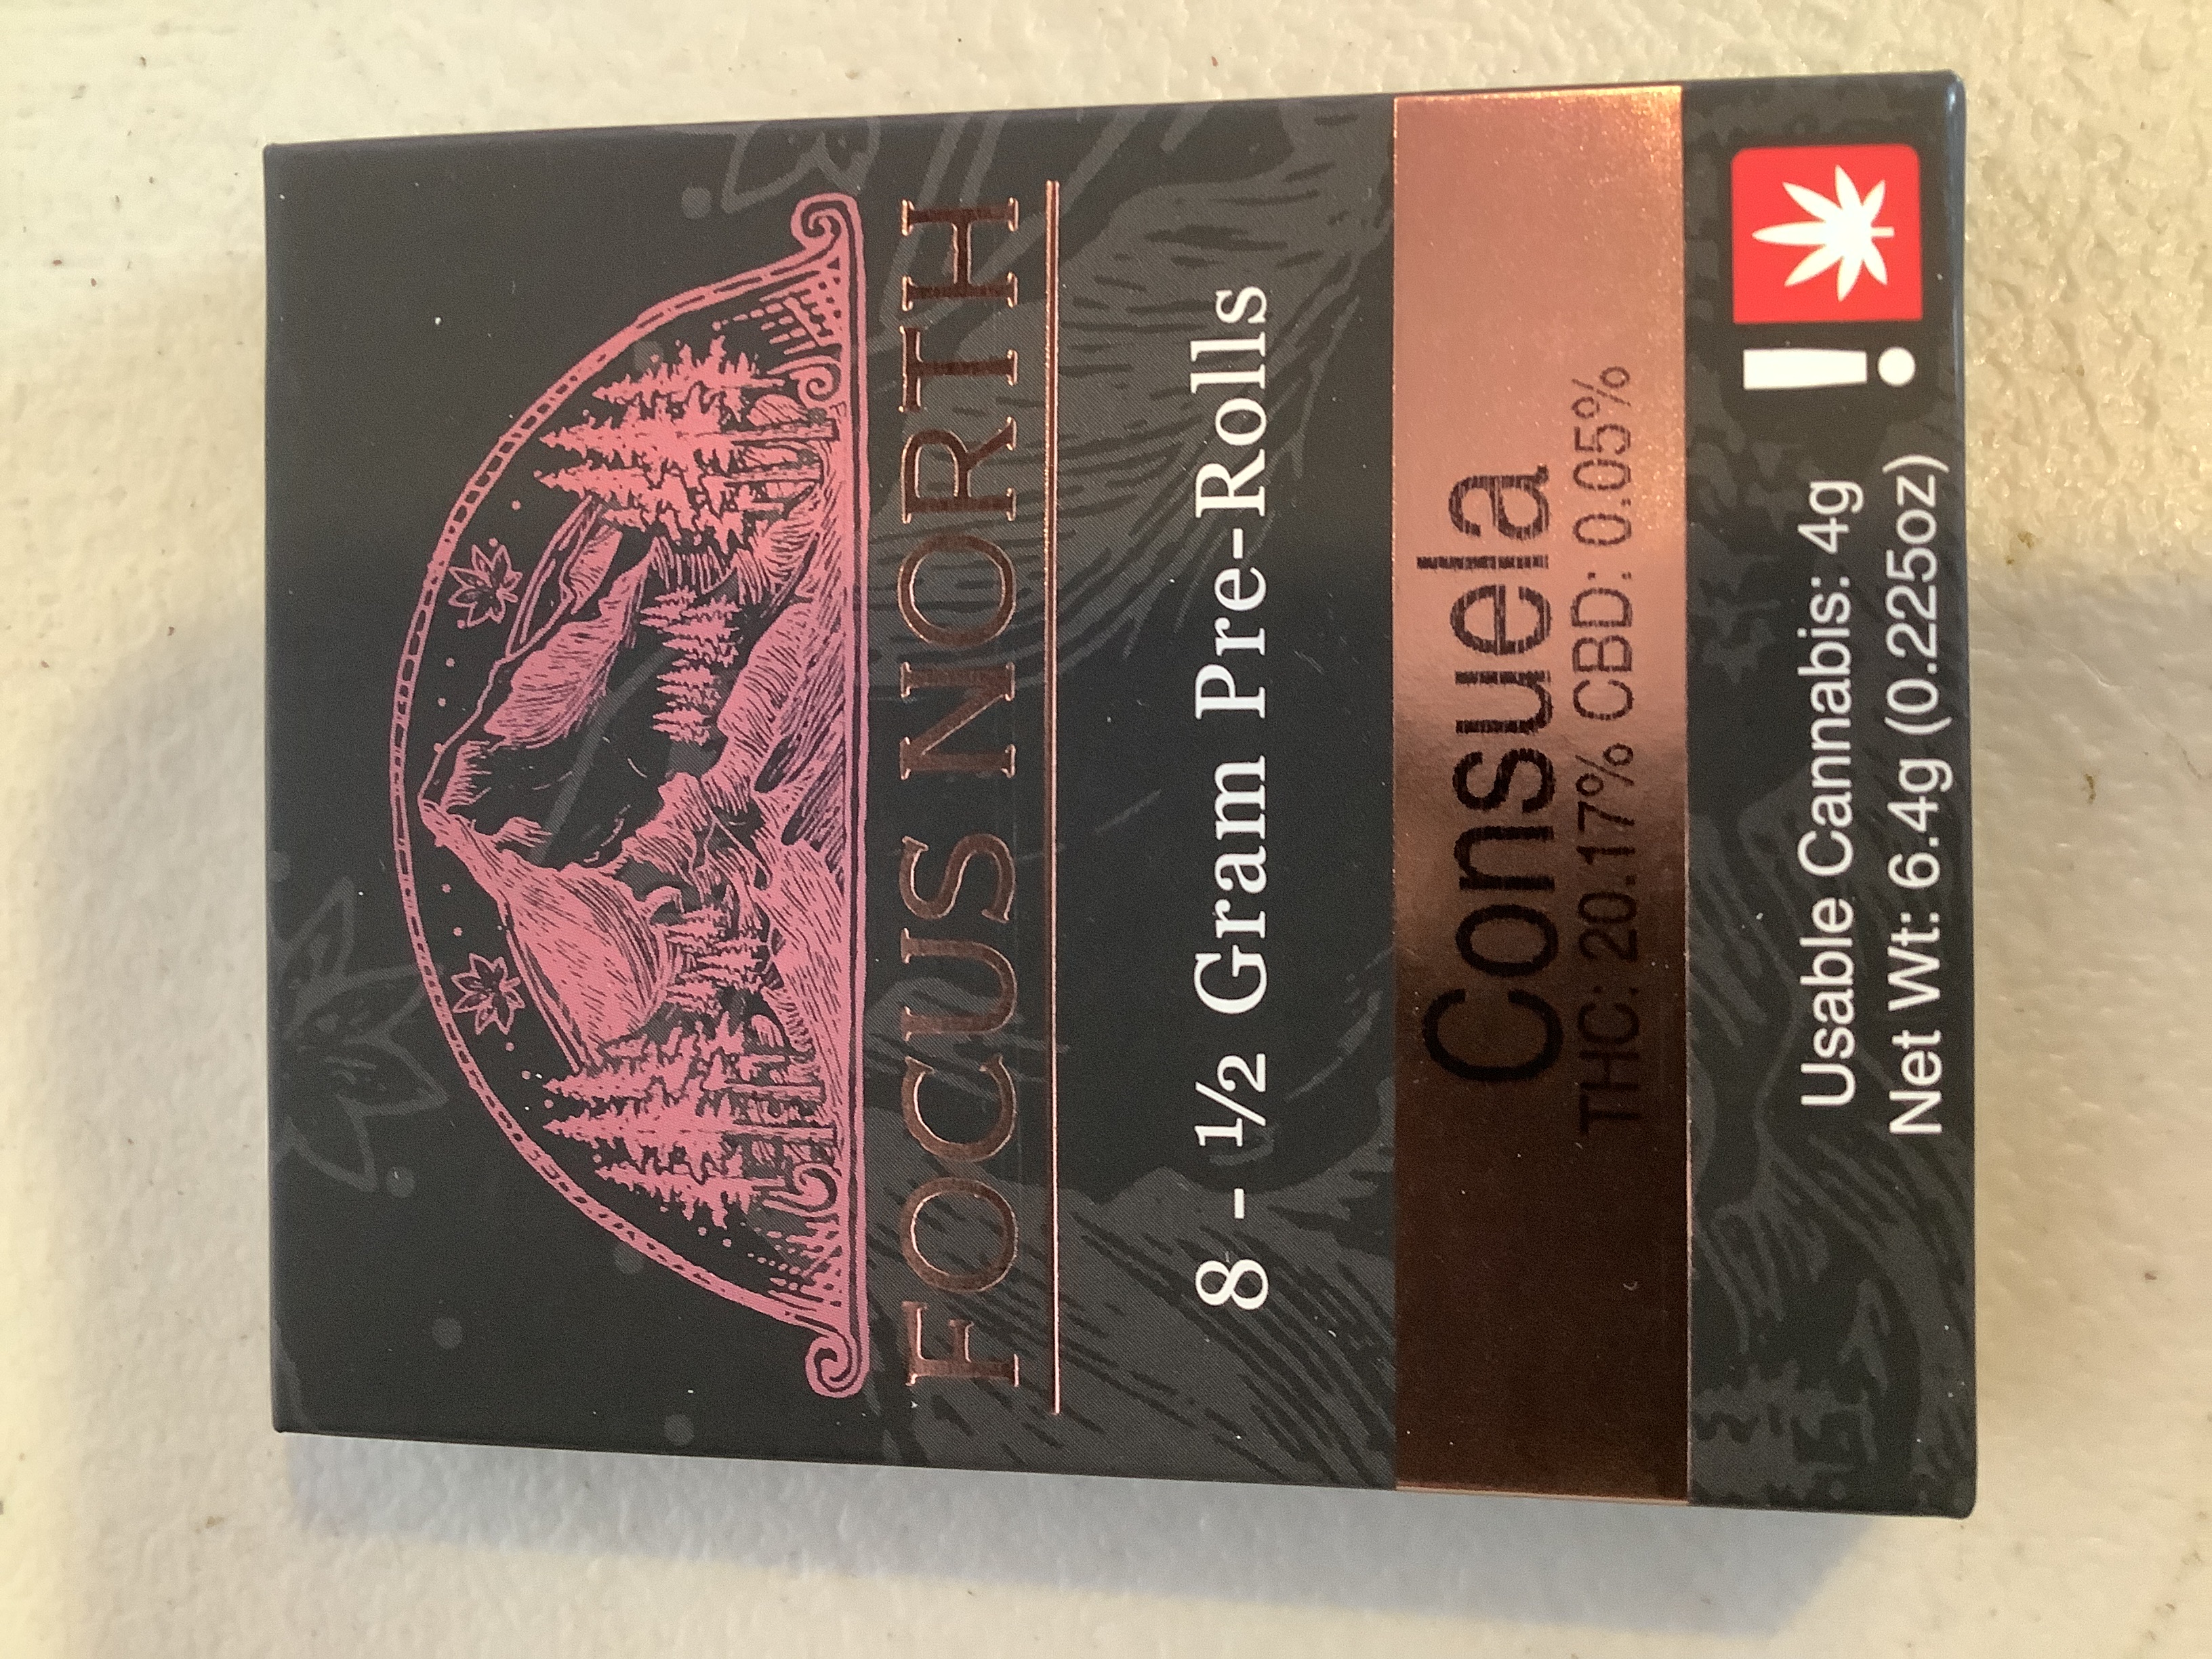 FOCUS NORTH
8 - ½ Gram Pre-Rolls
Consuela
THC: 20.17% CBD: 0.05%
Usable Cannabis: 4g
Net Wt: 6.4g (0.225oz)
!